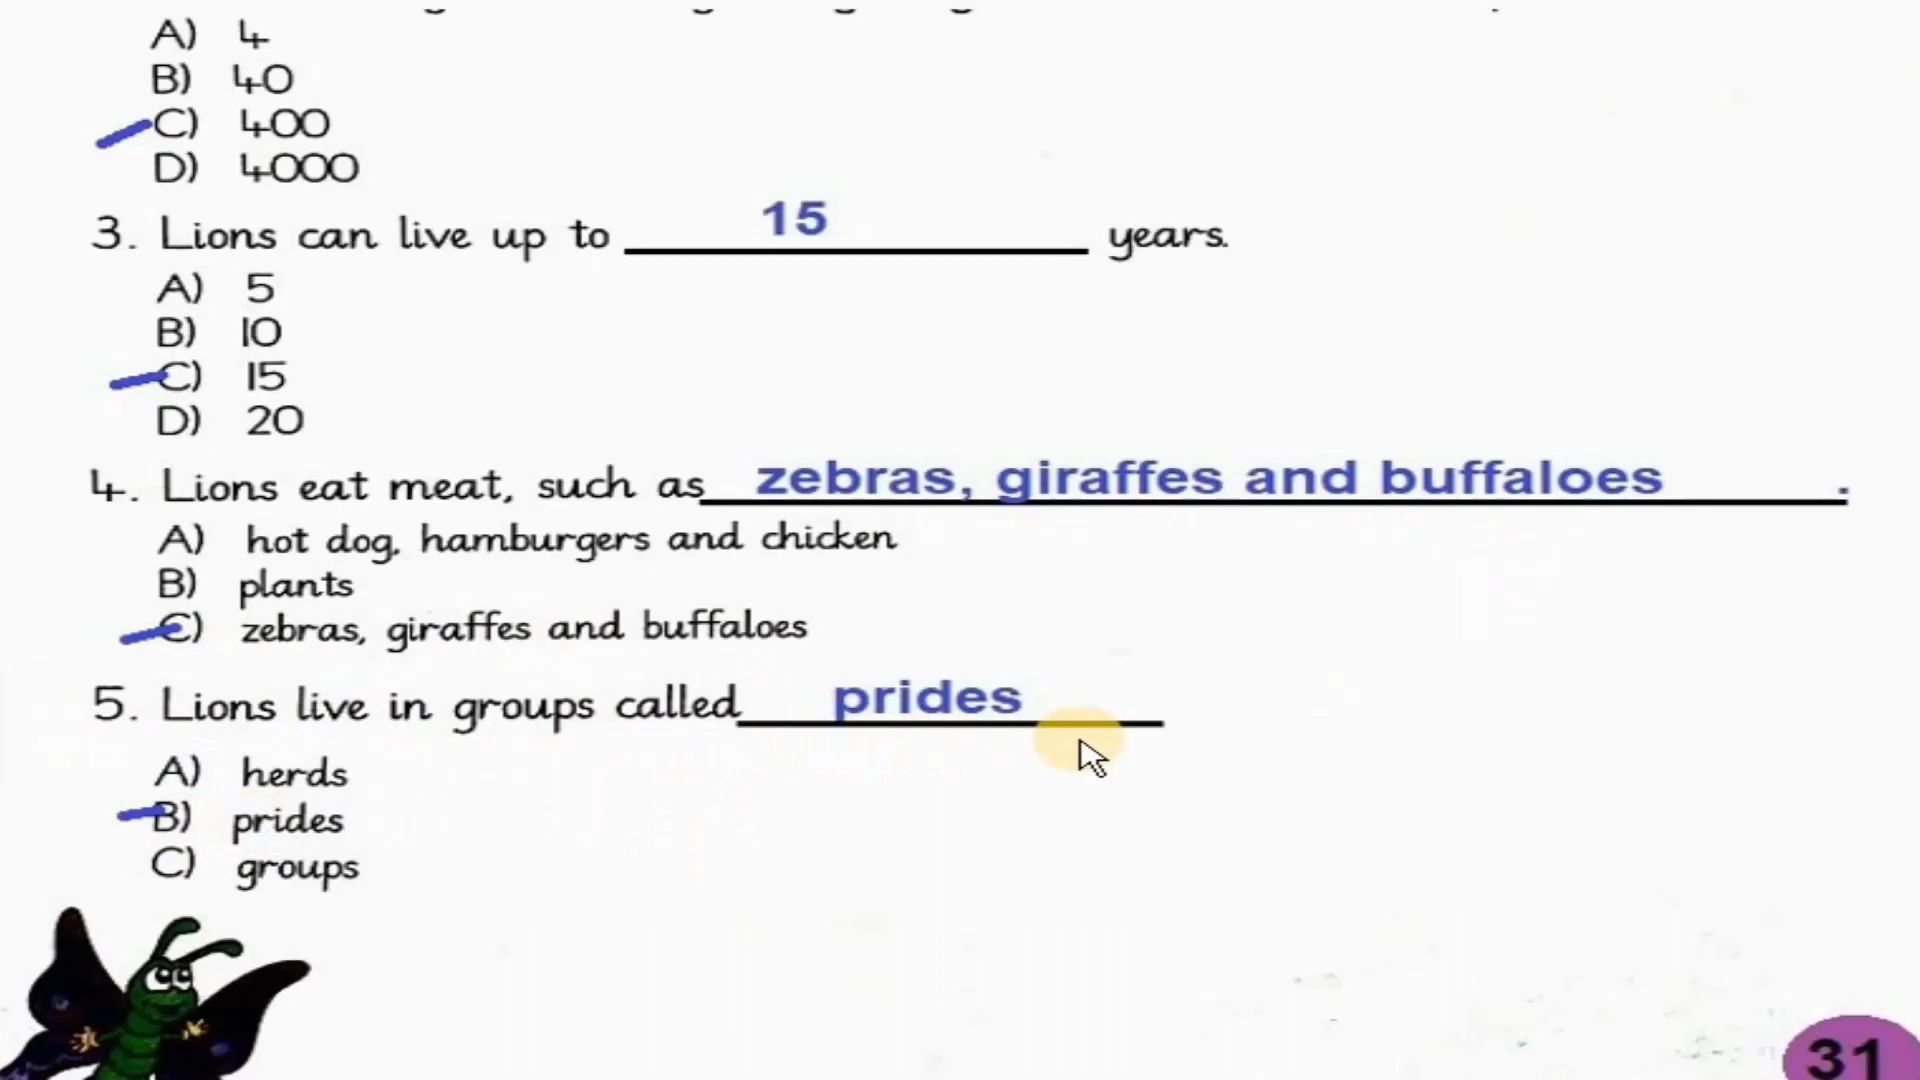 A) 4
B) 40
C) 400
D) 4000
3. Lions can live up to 15 years.
A) 5
B) 10
C) 15
D) 20
4. Lions eat meat, such as zebras, giraffes and buffaloes .
A) hot dog, hamburgers and chicken
B) plants
C) zebras, giraffes and buffaloes
5. Lions live in groups called prides
A) herds
B) prides
C) groups
31